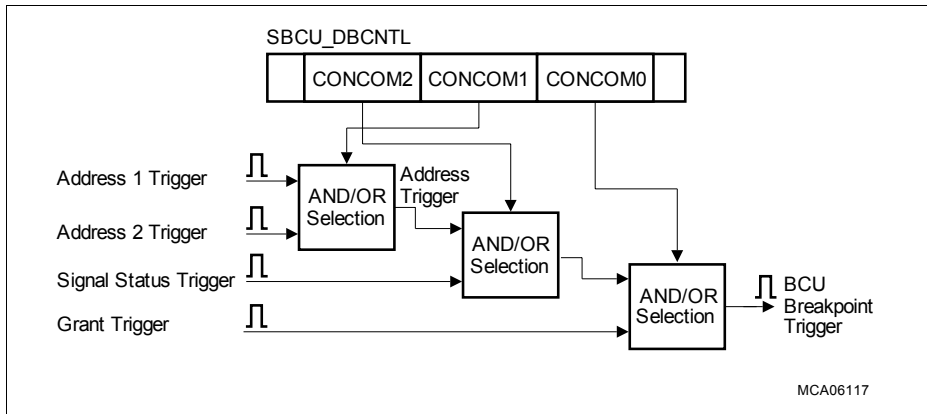 SBCU_DBCNTL
CONCOM2 CONCOM1 CONCOM0
Address 1 Trigger
AND/OR
Selection
Address
Trigger
Address 2 Trigger
AND/OR
Selection
Signal Status Trigger
AND/OR
Selection
BCU
Breakpoint
Trigger
Grant Trigger
MCA06117